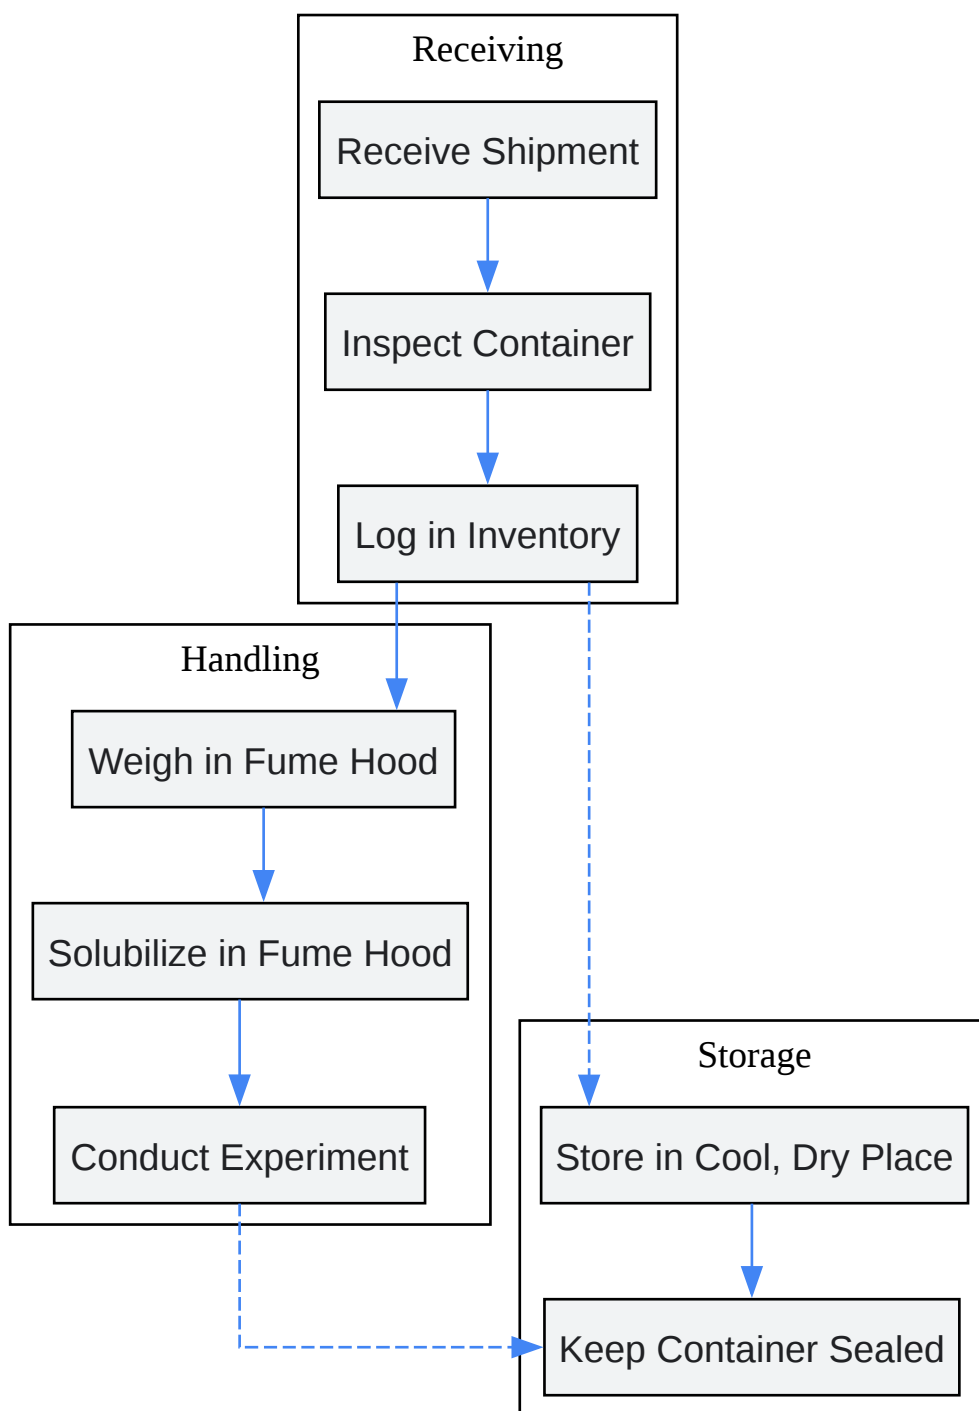 Receiving
Receive Shipment
Inspect Container
Log in Inventory
Handling
Weigh in Fume Hood
Solubilize in Fume Hood
Conduct Experiment
Storage
Store in Cool, Dry Place
Keep Container Sealed